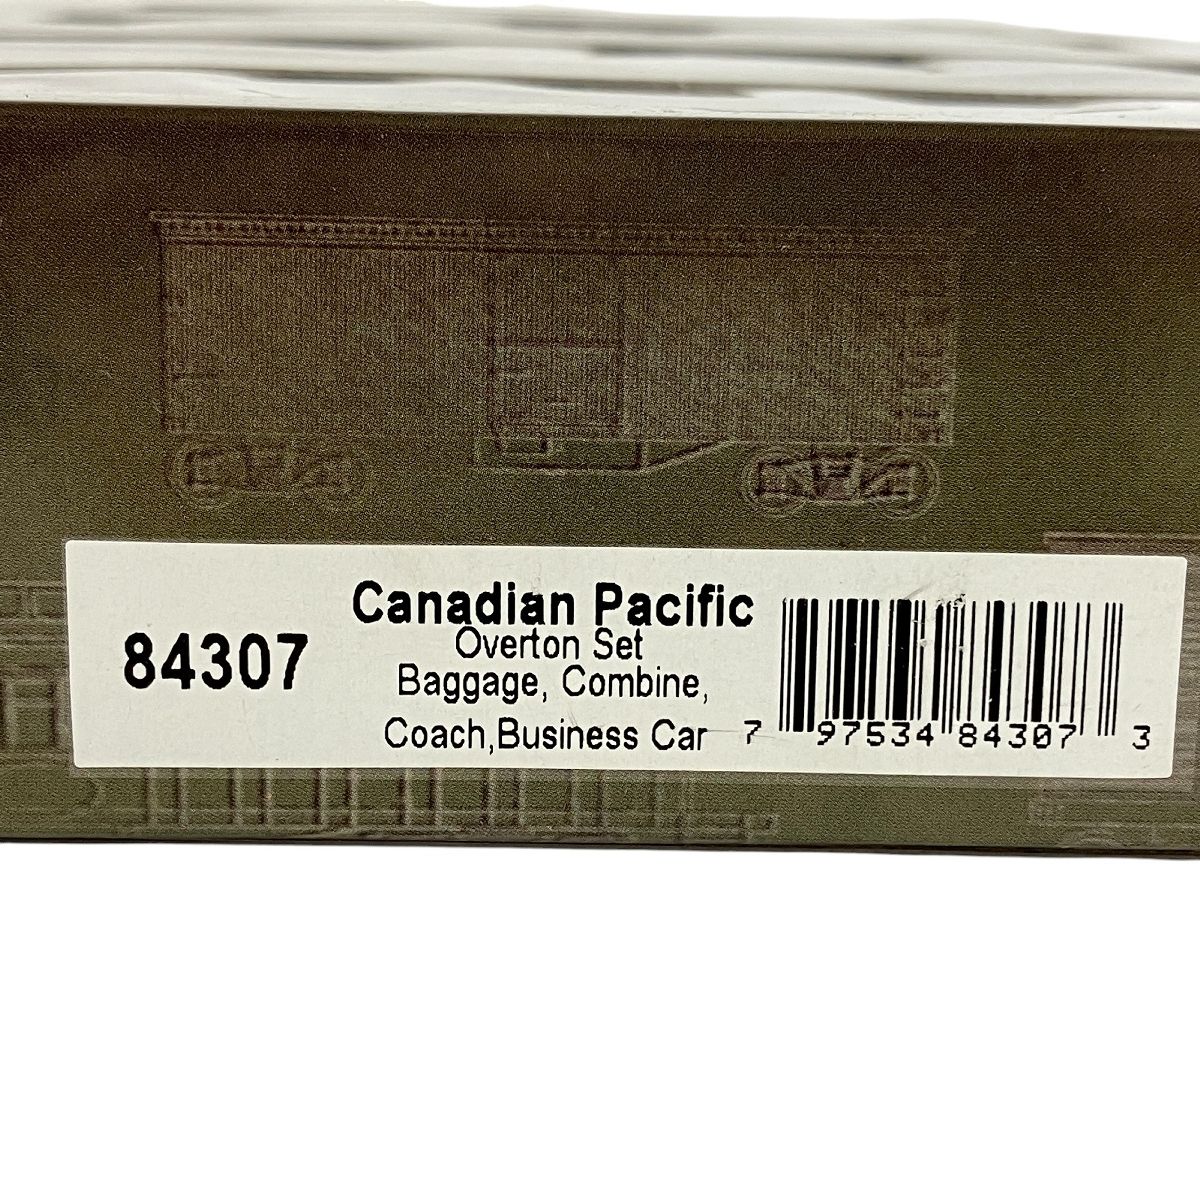 84307
Canadian Pacific
Overton Set
Baggage, Combine,
Coach,Business Car
7 97534 84307 3